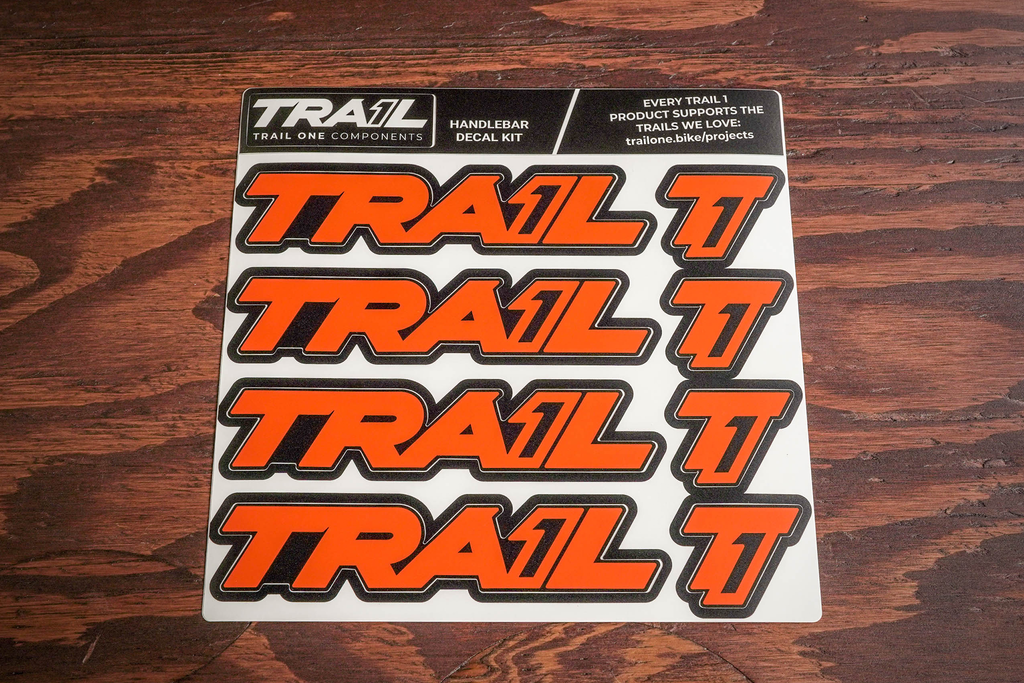 TRA1L
TRAIL ONE COMPONENTS
HANDLEBAR
DECAL KIT
EVERY TRAIL 1
PRODUCT SUPPORTS THE
TRAILS WE LOVE:
trailone.bike/projects
TRA1L T1
TRA1L T1
TRA1L T1
TRA1L T1